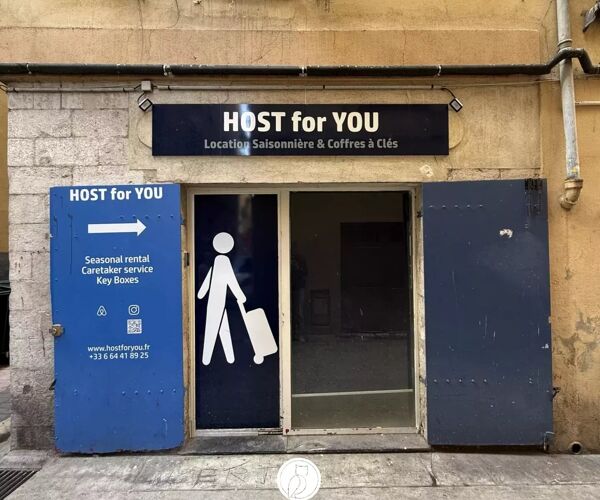 HOST for YOU
Location Saisonnière & Coffres à Clés
HOST for YOU
Seasonal rental
Caretaker service
Key Boxes
www.hostforyou.fr
+33 6 64 41 89 25